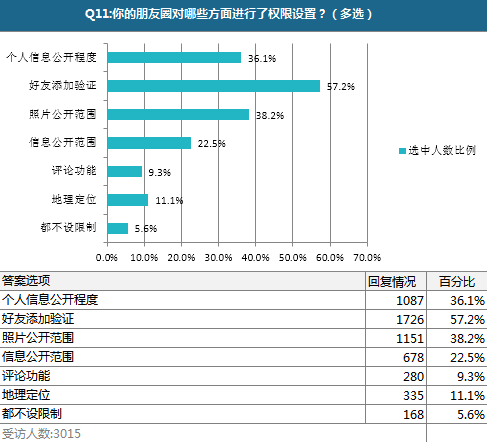 Q11:你的朋友圈对哪些方面进行了权限设置？（多选）
个人信息公开程度 36.1%
好友添加验证 57.2%
照片公开范围 38.2%
信息公开范围 22.5%
评论功能 9.3%
地理定位 11.1%
都不设限制 5.6%
选中人数比例
0.0% 10.0% 20.0% 30.0% 40.0% 50.0% 60.0% 70.0%
答案选项 回复情况 百分比
个人信息公开程度 1087 36.1%
好友添加验证 1726 57.2%
照片公开范围 1151 38.2%
信息公开范围 678 22.5%
评论功能 280 9.3%
地理定位 335 11.1%
都不设限制 168 5.6%
受访人数:3015